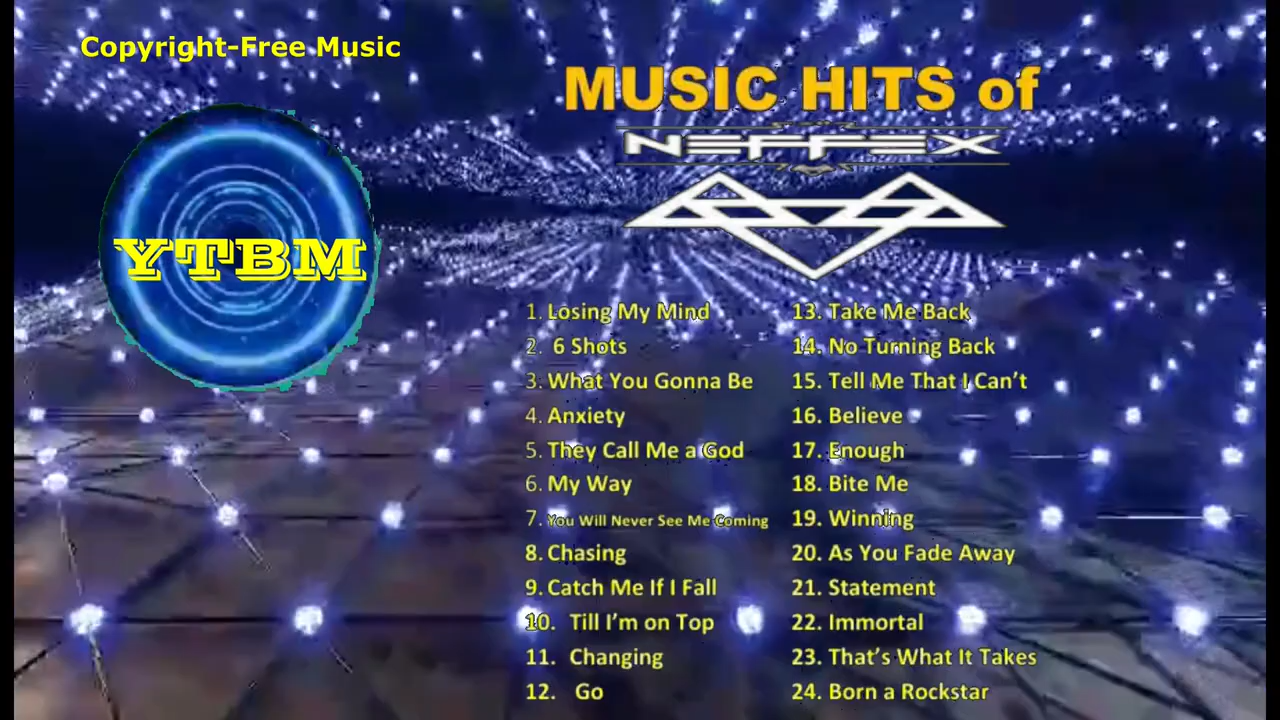 Copyright-Free Music
YTBM
MUSIC HITS of
NEFFEX
1. Losing My Mind
2. 6 Shots
3. What You Gonna Be
4. Anxiety
5. They Call Me a God
6. My Way
7. You Will Never See Me Coming
8. Chasing
9. Catch Me If I Fall
10. Till I’m on Top
11. Changing
12. Go
13. Take Me Back
14. No Turning Back
15. Tell Me That I Can’t
16. Believe
17. Enough
18. Bite Me
19. Winning
20. As You Fade Away
21. Statement
22. Immortal
23. That’s What It Takes
24. Born a Rockstar